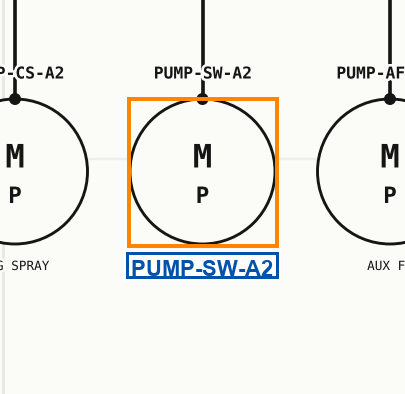 P-CS-A2 PUMP-SW-A2 PUMP-AF
M M M
P P P
G SPRAY PUMP-SW-A2 AUX F